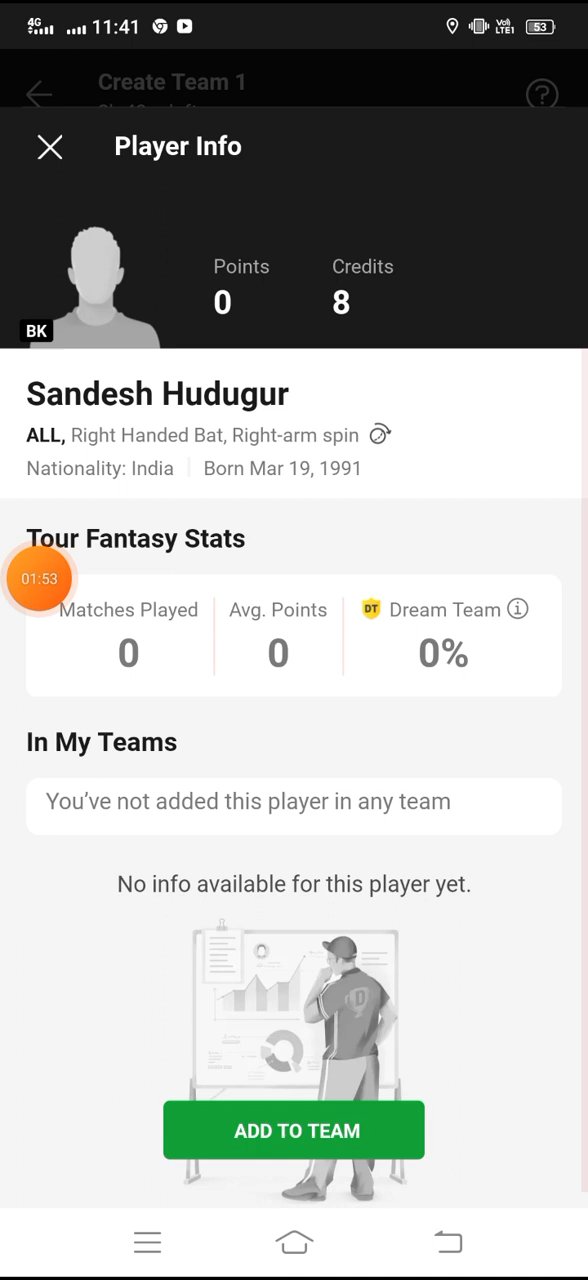 4G 11:41 Vol) LTE1 53
Create Team 1
?
Player Info
Points Credits
0 8
BK
Sandesh Hudugur
ALL, Right Handed Bat, Right-arm spin
Nationality: India Born Mar 19, 1991
Tour Fantasy Stats
01:53
Matches Played Avg. Points DT Dream Team i
0 0 0%
In My Teams
You’ve not added this player in any team
No info available for this player yet.
D
ADD TO TEAM